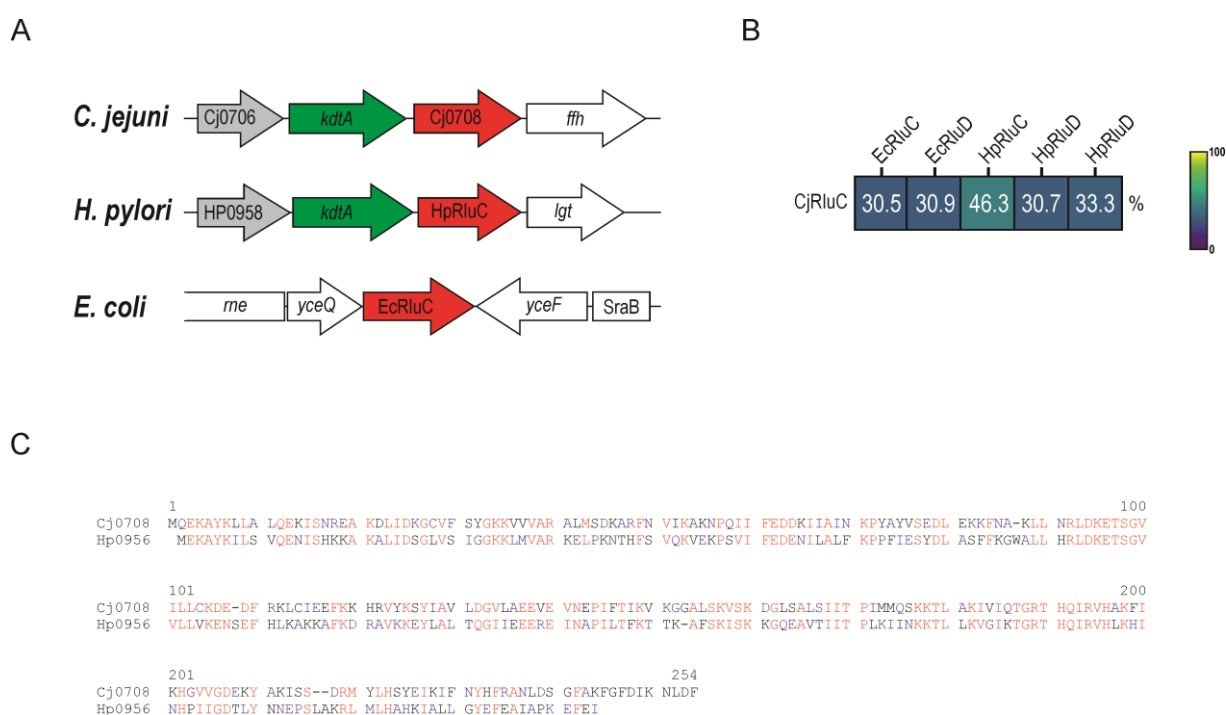 A
B
C. jejuni
Cj0706
kdtA
Cj0708
ffh
H. pylori
HP0958
kdtA
HpRluC
lgt
E. coli
rne
yceQ
EcRluC
yceF
SraB
EcRluC
EcRluD
HpRluC
HpRluD
HpRluD
CjRluC
30.5
30.9
46.3
30.7
33.3
%
100
0
C
1 100
Cj0708 MQEKAYKLLA LQEKISNREA KDLIDKGCVF SYGKKVVVAR ALMSDKARFN VIKAKNPQII FEDDKIIAIN KPYAYVSEDL EKKFNA-KLL NRLDKETSGV
Hp0956 MEKAYKILS VQENISHKKA KALIDSGLVS IGGKKLMVAR KELPKNTHFS VQKVEKPSVI FEDENILALF KPPFIESYDL ASFFKGWALL HRLDKETSGV
101 200
Cj0708 ILLCKDE-DF RKLCIEEFKK HRVYKSYIAV LDGVLAEEVE VNEPIFTIKV KGGALSKVSK DGLSALSIIT PIMMQSKKTL AKIVIQTGRT HQIRVHAKFI
Hp0956 VLLVKENSEF HLKAKKAFKD RAVKKEYLAL TQGIIEEERE INAPILTFKT TK-AFSKISK KGQEAVTIIT PLKIINKKTL LKVGIKTGRT HQIRVHLKHI
201 254
Cj0708 KHGVVGDEKY AKISS--DRM YLHSYEIKIF NYHFRANLDS GFAKFGFDIK NLDF
Hp0956 NHPIIGDTLY NNEPSLAKRL MLHAHKIALL GYEFEAIAPK EFEI